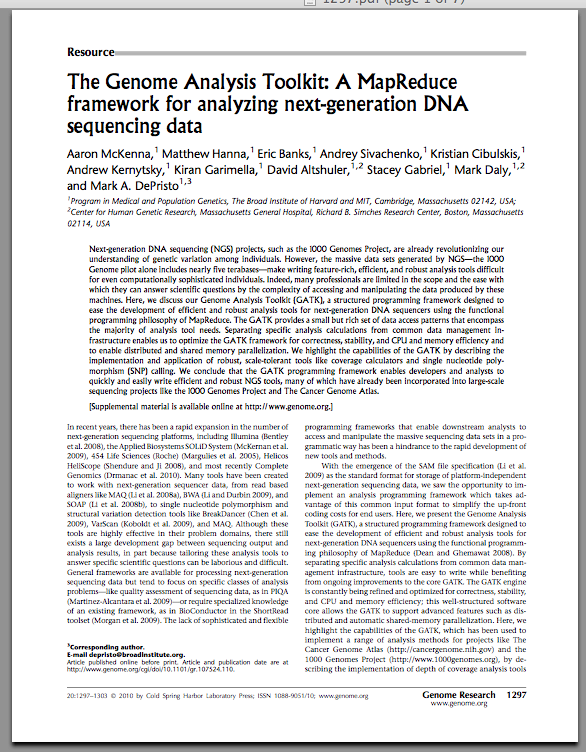 1297.pdf (page 1 of 7)
Resource
The Genome Analysis Toolkit: A MapReduce
framework for analyzing next-generation DNA
sequencing data
Aaron McKenna,1 Matthew Hanna,1 Eric Banks,1 Andrey Sivachenko,1 Kristian Cibulskis,1
Andrew Kernytsky,1 Kiran Garimella,1 David Altshuler,1,2 Stacey Gabriel,1 Mark Daly,1,2
and Mark A. DePristo1,3
1Program in Medical and Population Genetics, The Broad Institute of Harvard and MIT, Cambridge, Massachusetts 02142, USA;
2Center for Human Genetic Research, Massachusetts General Hospital, Richard B. Simches Research Center, Boston, Massachusetts
02114, USA
Next-generation DNA sequencing (NGS) projects, such as the 1000 Genomes Project, are already revolutionizing our
understanding of genetic variation among individuals. However, the massive data sets generated by NGS—the 1000
Genome pilot alone includes nearly five terabases—make writing feature-rich, efficient, and robust analysis tools difficult
for even computationally sophisticated individuals. Indeed, many professionals are limited in the scope and the ease with
which they can answer scientific questions by the complexity of accessing and manipulating the data produced by these
machines. Here, we discuss our Genome Analysis Toolkit (GATK), a structured programming framework designed to
ease the development of efficient and robust analysis tools for next-generation DNA sequencers using the functional
programming philosophy of MapReduce. The GATK provides a small but rich set of data access patterns that encompass
the majority of analysis tool needs. Separating specific analysis calculations from common data management in-
frastructure enables us to optimize the GATK framework for correctness, stability, and CPU and memory efficiency and
to enable distributed and shared memory parallelization. We highlight the capabilities of the GATK by describing the
implementation and application of robust, scale-tolerant tools like coverage calculators and single nucleotide poly-
morphism (SNP) calling. We conclude that the GATK programming framework enables developers and analysts to
quickly and easily write efficient and robust NGS tools, many of which have already been incorporated into large-scale
sequencing projects like the 1000 Genomes Project and The Cancer Genome Atlas.
[Supplemental material is available online at http://www.genome.org.]
In recent years, there has been a rapid expansion in the number of
next-generation sequencing platforms, including Illumina (Bentley
et al. 2008), the Applied Biosystems SOLiD System (McKernan et al.
2009), 454 Life Sciences (Roche) (Margulies et al. 2005), Helicos
HeliScope (Shendure and Ji 2008), and most recently Complete
Genomics (Drmanac et al. 2010). Many tools have been created
to work with next-generation sequencer data, from read based
aligners like MAQ (Li et al. 2008a), BWA (Li and Durbin 2009), and
SOAP (Li et al. 2008b), to single nucleotide polymorphism and
structural variation detection tools like BreakDancer (Chen et al.
2009), VarScan (Koboldt et al. 2009), and MAQ. Although these
tools are highly effective in their problem domains, there still
exists a large development gap between sequencing output and
analysis results, in part because tailoring these analysis tools to
answer specific scientific questions can be laborious and difficult.
General frameworks are available for processing next-generation
sequencing data but tend to focus on specific classes of analysis
problems—like quality assessment of sequencing data, as in PIQA
(Martinez-Alcantara et al. 2009)—or require specialized knowledge
of an existing framework, as in BioConductor in the ShortRead
toolset (Morgan et al. 2009). The lack of sophisticated and flexible
3Corresponding author.
E-mail depristo@broadinstitute.org.
Article published online before print. Article and publication date are at
http://www.genome.org/cgi/doi/10.1101/gr.107524.110.
programming frameworks that enable downstream analysts to
access and manipulate the massive sequencing data sets in a pro-
grammatic way has been a hindrance to the rapid development of
new tools and methods.
With the emergence of the SAM file specification (Li et al.
2009) as the standard format for storage of platform-independent
next-generation sequencing data, we saw the opportunity to im-
plement an analysis programming framework which takes ad-
vantage of this common input format to simplify the up-front
coding costs for end users. Here, we present the Genome Analysis
Toolkit (GATK), a structured programming framework designed to
ease the development of efficient and robust analysis tools for
next-generation DNA sequencers using the functional programm-
ing philosophy of MapReduce (Dean and Ghemawat 2008). By
separating specific analysis calculations from common data man-
agement infrastructure, tools are easy to write while benefiting
from ongoing improvements to the core GATK. The GATK engine
is constantly being refined and optimized for correctness, stability,
and CPU and memory efficiency; this well-structured software
core allows the GATK to support advanced features such as dis-
tributed and automatic shared-memory parallelization. Here, we
highlight the capabilities of the GATK, which has been used to
implement a range of analysis methods for projects like The
Cancer Genome Atlas (http://cancergenome.nih.gov) and the
1000 Genomes Project (http://www.1000genomes.org), by de-
scribing the implementation of depth of coverage analysis tools
20:1297–1303 © 2010 by Cold Spring Harbor Laboratory Press; ISSN 1088-9051/10; www.genome.org
Genome Research 1297
www.genome.org